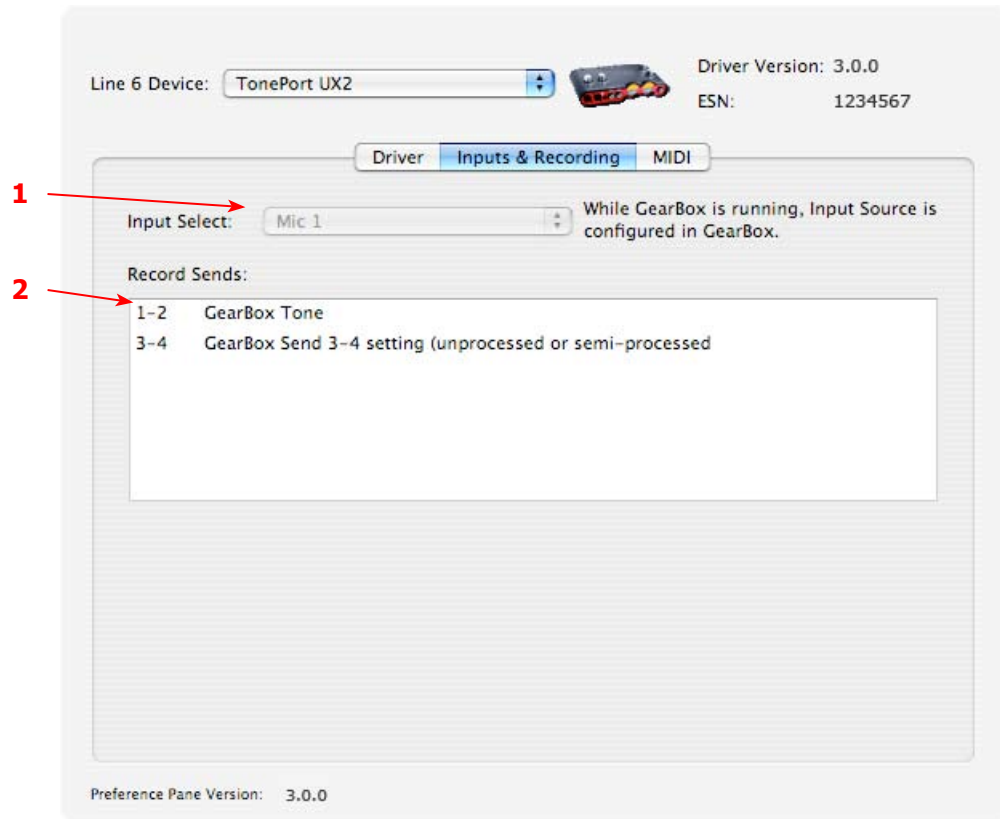 Line 6 Device: TonePort UX2
Driver Version: 3.0.0
ESN: 1234567
Driver Inputs & Recording MIDI
1
Input Select: Mic 1
While GearBox is running, Input Source is
configured in GearBox.
Record Sends:
2
1-2 GearBox Tone
3-4 GearBox Send 3-4 setting (unprocessed or semi-processed
Preference Pane Version: 3.0.0